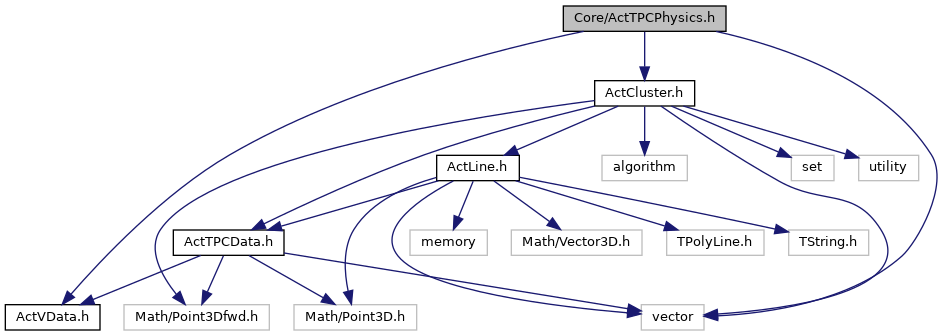 Core/ActTPCPhysics.h
ActCluster.h
ActLine.h
algorithm
set
utility
ActTPCData.h
memory
Math/Vector3D.h
TPolyLine.h
TString.h
ActVData.h
Math/Point3Dfwd.h
Math/Point3D.h
vector